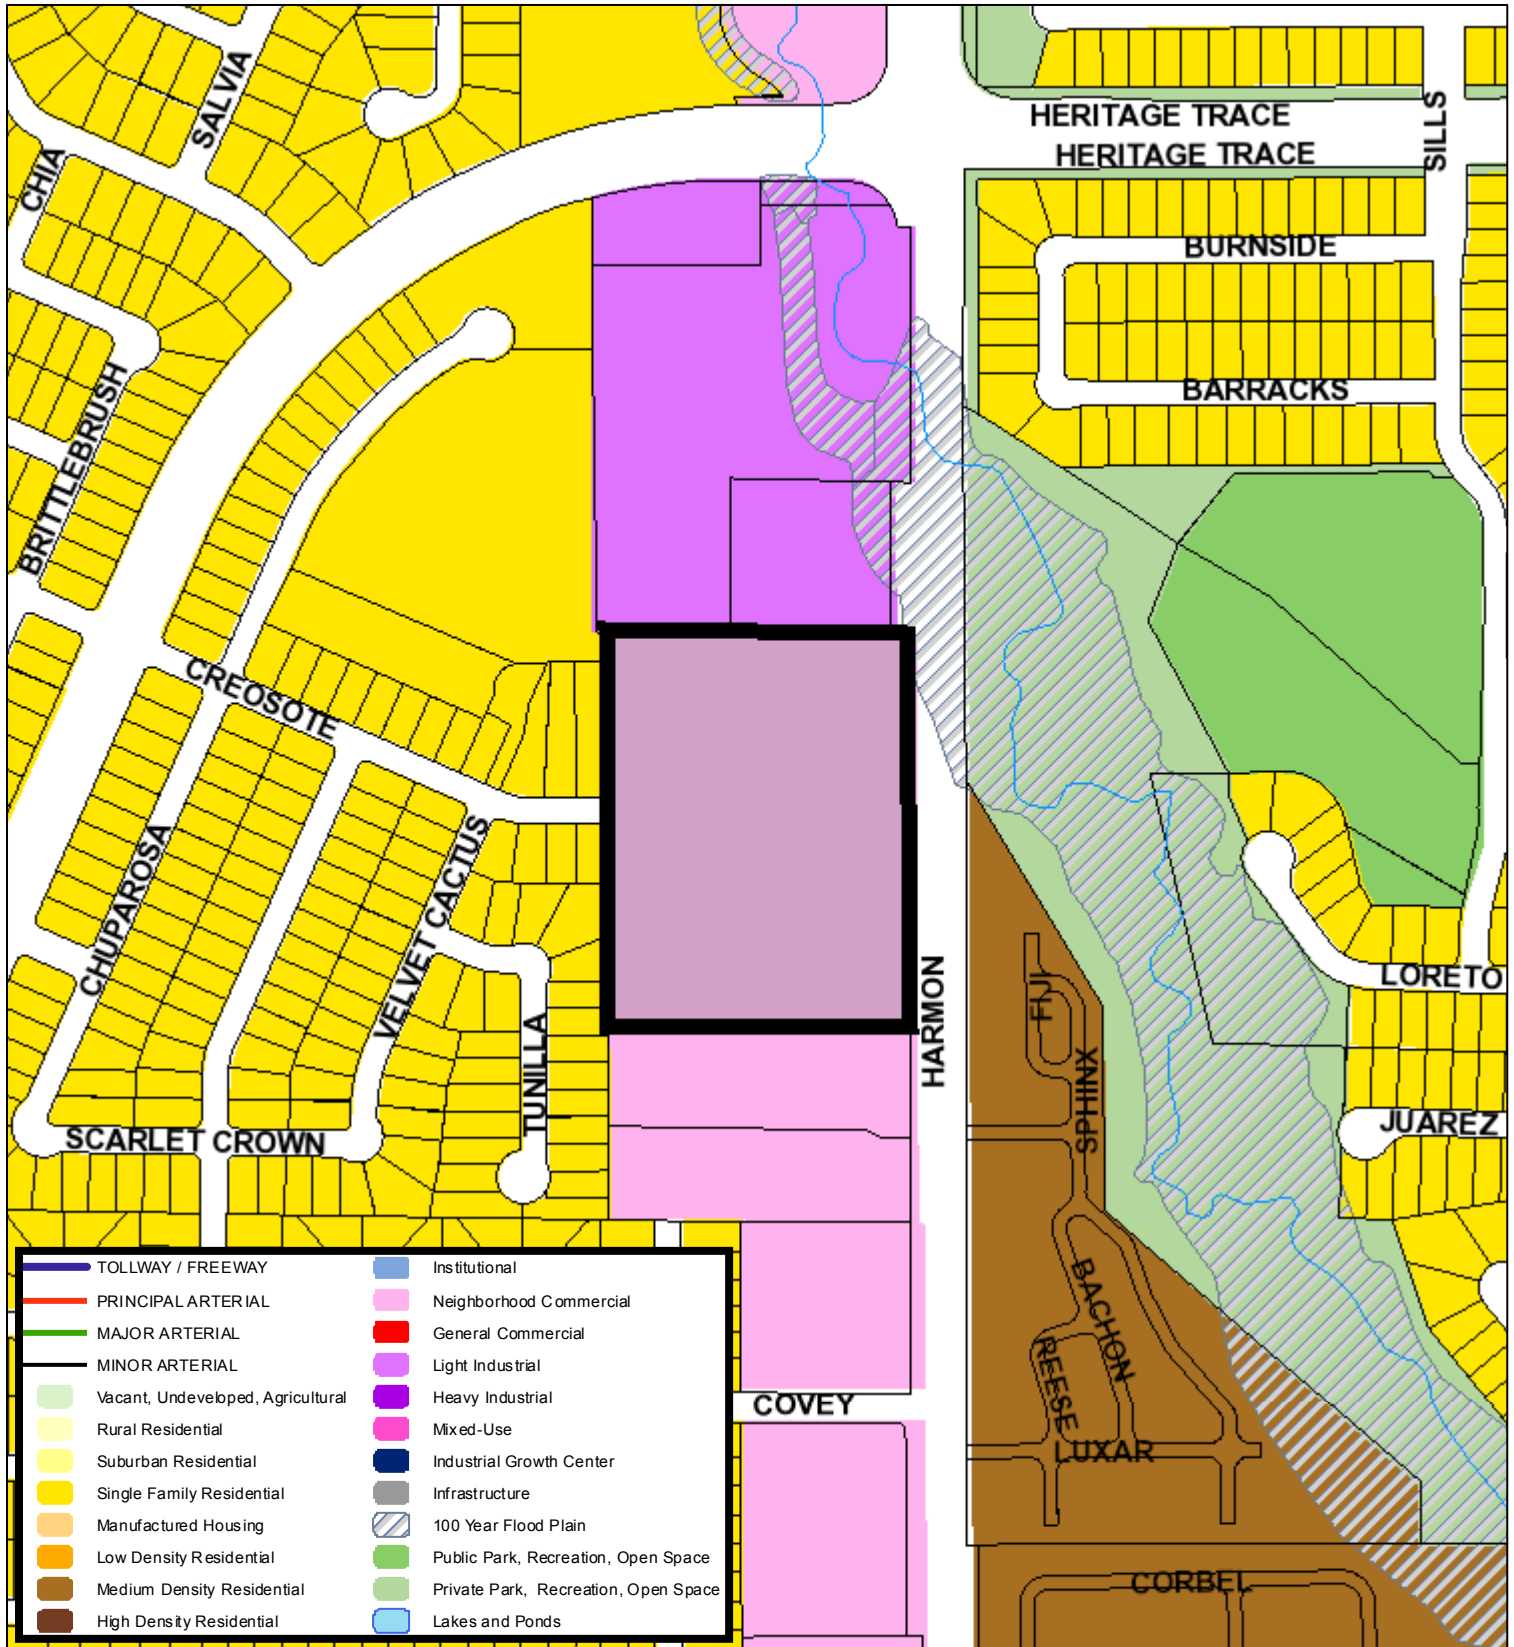 SALVIA
CHIA
HERITAGE TRACE
SILLS
HERITAGE TRACE
BURNSIDE
BARRACKS
BRITTLEBRUSH
CREOSOTE
CHUPAROSA
VELVET CACTUS
HARMON
FIJI
LORETO
TUNILLA
SPHINX
SCARLET CROWN
JUAREZ
BACHON
REESE
COVEY
LUXAR
CORBEL
TOLLWAY / FREEWAY
PRINCIPAL ARTERIAL
MAJOR ARTERIAL
MINOR ARTERIAL
Vacant, Undeveloped, Agricultural
Rural Residential
Suburban Residential
Single Family Residential
Manufactured Housing
Low Density Residential
Medium Density Residential
High Density Residential
Institutional
Neighborhood Commercial
General Commercial
Light Industrial
Heavy Industrial
Mixed-Use
Industrial Growth Center
Infrastructure
100 Year Flood Plain
Public Park, Recreation, Open Space
Private Park, Recreation, Open Space
Lakes and Ponds